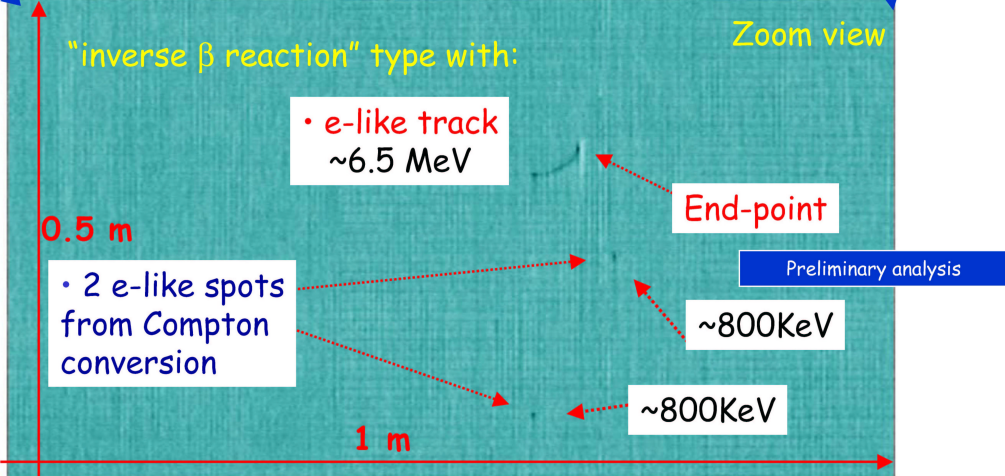 Zoom view
"inverse β reaction" type with:
• e-like track
~6.5 MeV
End-point
0.5 m
Preliminary analysis
• 2 e-like spots
from Compton
conversion
~800KeV
~800KeV
1 m